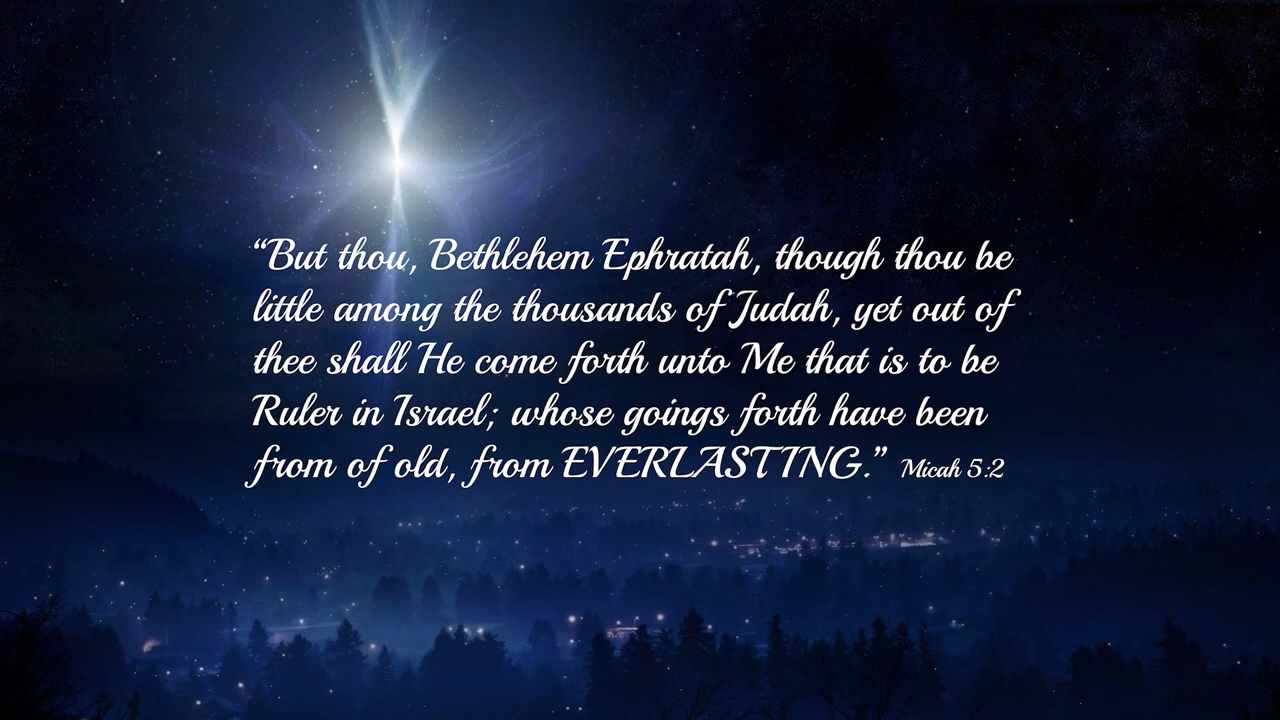 “But thou, Bethlehem Ephratah, though thou be
little among the thousands of Judah, yet out of
thee shall He come forth unto Me that is to be
Ruler in Israel; whose goings forth have been
from of old, from EVERLASTING.” Micah 5:2